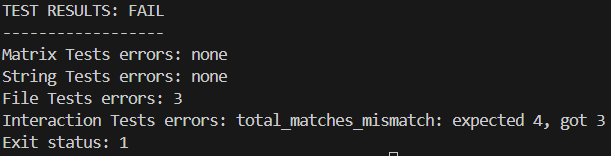 TEST RESULTS: FAIL
------------------
Matrix Tests errors: none
String Tests errors: none
File Tests errors: 3
Interaction Tests errors: total_matches_mismatch: expected 4, got 3
Exit status: 1